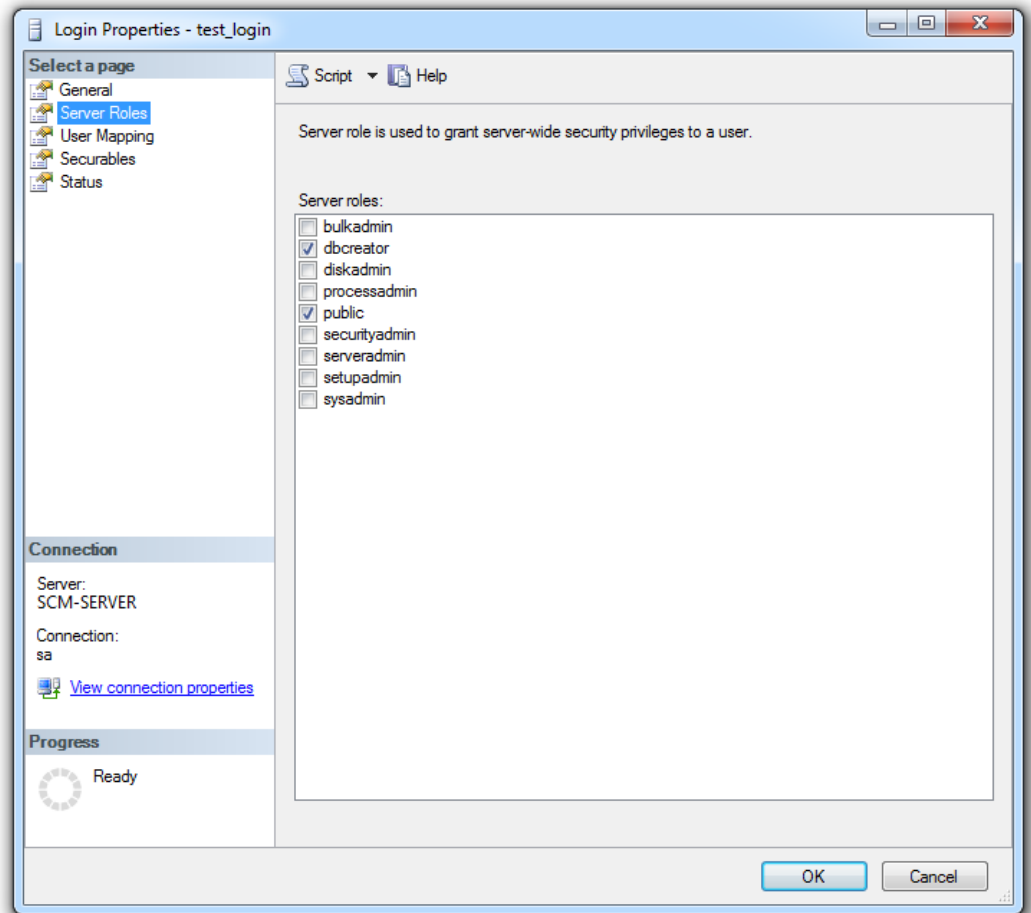 Login Properties - test_login
Select a page
General
Server Roles
User Mapping
Securables
Status
Script
Help
Server role is used to grant server-wide security privileges to a user.
Server roles:
bulkadmin
dbcreator
diskadmin
processadmin
public
securityadmin
serveradmin
setupadmin
sysadmin
Connection
Server:
SCM-SERVER
Connection:
sa
View connection properties
Progress
Ready
OK
Cancel